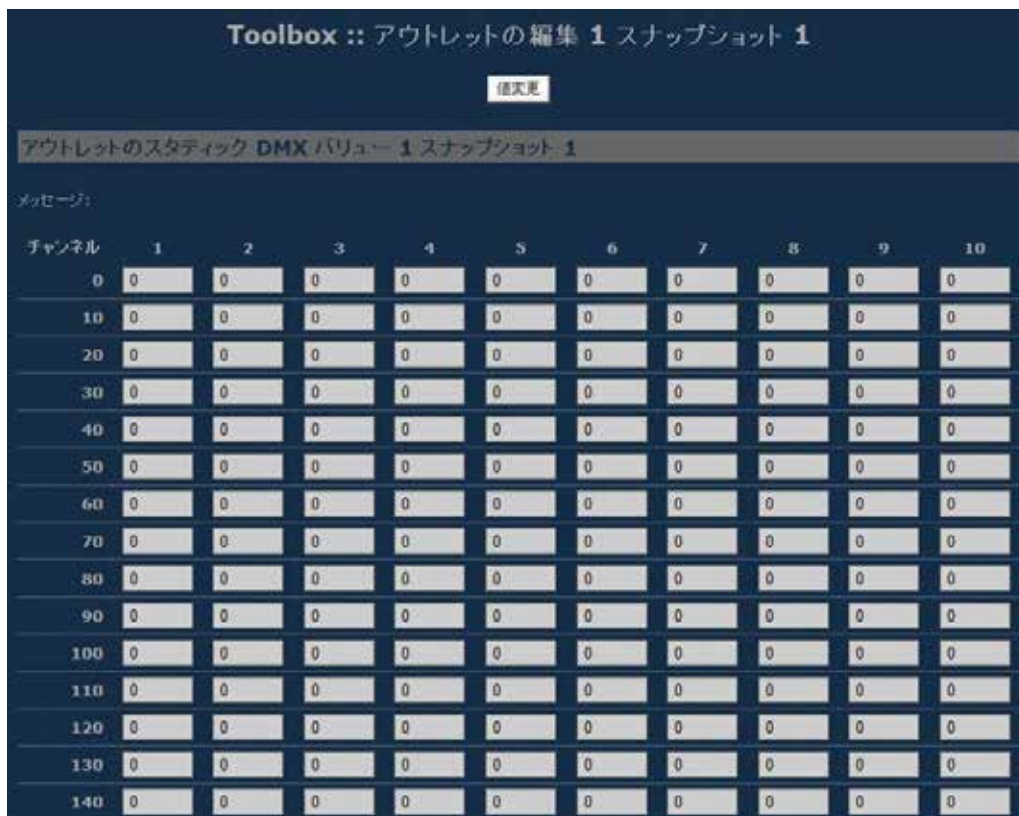 Toolbox :: アウトレットの編集 1 スナップショット 1
値変更
アウトレットのスタティック DMX バリュー 1 スナップショット 1
メッセージ:
チャンネル 1 2 3 4 5 6 7 8 9 10
0 0 0 0 0 0 0 0 0 0 0
10 0 0 0 0 0 0 0 0 0 0
20 0 0 0 0 0 0 0 0 0 0
30 0 0 0 0 0 0 0 0 0 0
40 0 0 0 0 0 0 0 0 0 0
50 0 0 0 0 0 0 0 0 0 0
60 0 0 0 0 0 0 0 0 0 0
70 0 0 0 0 0 0 0 0 0 0
80 0 0 0 0 0 0 0 0 0 0
90 0 0 0 0 0 0 0 0 0 0
100 0 0 0 0 0 0 0 0 0 0
110 0 0 0 0 0 0 0 0 0 0
120 0 0 0 0 0 0 0 0 0 0
130 0 0 0 0 0 0 0 0 0 0
140 0 0 0 0 0 0 0 0 0 0